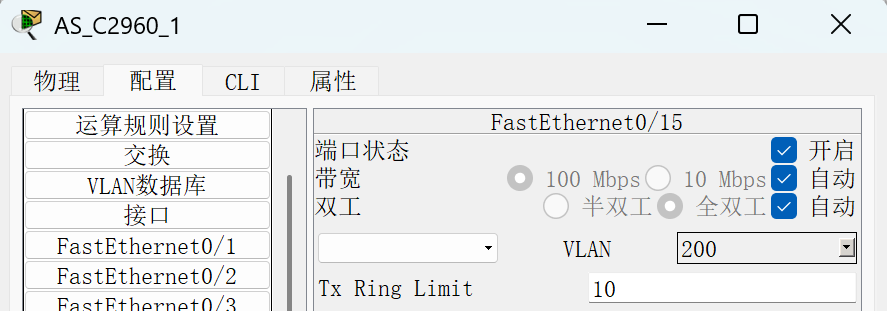 AS_C2960_1
物理 配置 CLI 属性
运算规则设置
交换
VLAN数据库
接口
FastEthernet0/1
FastEthernet0/2
FastEthernet0/3
FastEthernet0/15
端口状态 开启
带宽 100 Mbps 10 Mbps 自动
双工 半双工 全双工 自动
VLAN 200
Tx Ring Limit 10